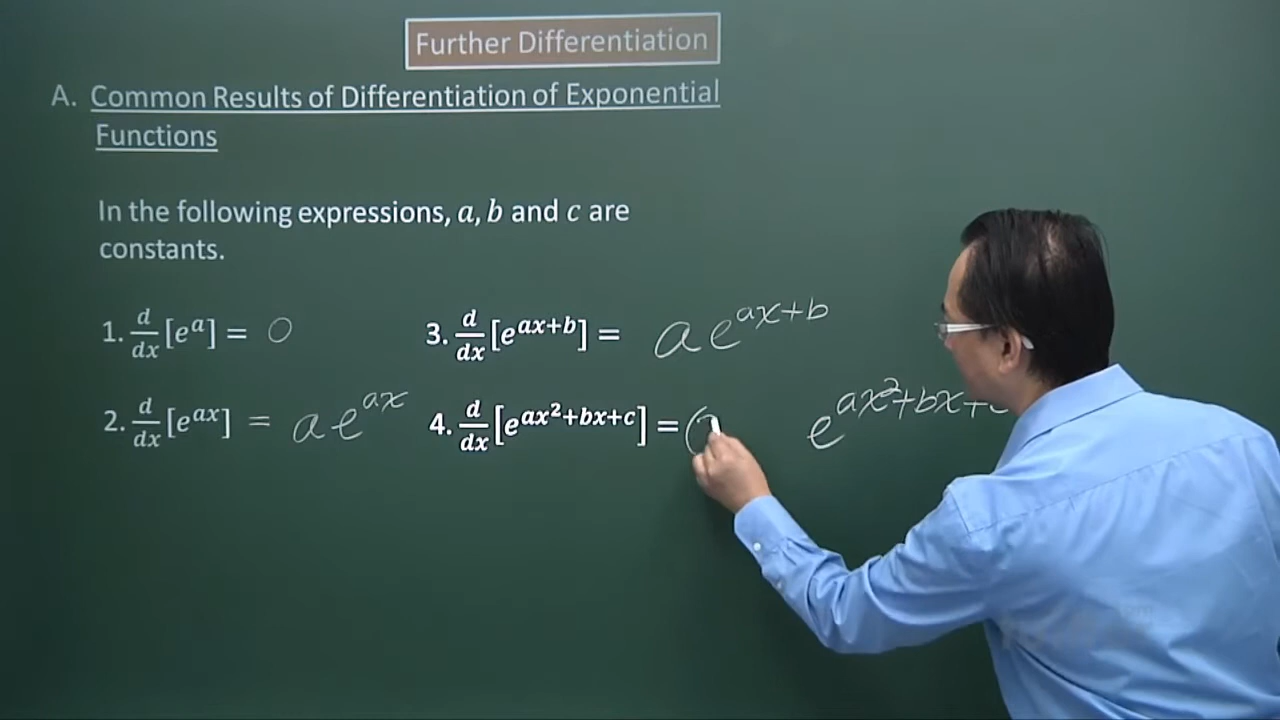 Further Differentiation
A. Common Results of Differentiation of Exponential
Functions
In the following expressions, a, b and c are
constants.
1. d/dx [e^a] = 0
3. d/dx [e^(ax+b)] = ae^(ax+b)
2. d/dx [e^(ax)] = ae^(ax)
4. d/dx [e^(ax²+bx+c)] = ( e^(ax²+bx+c)